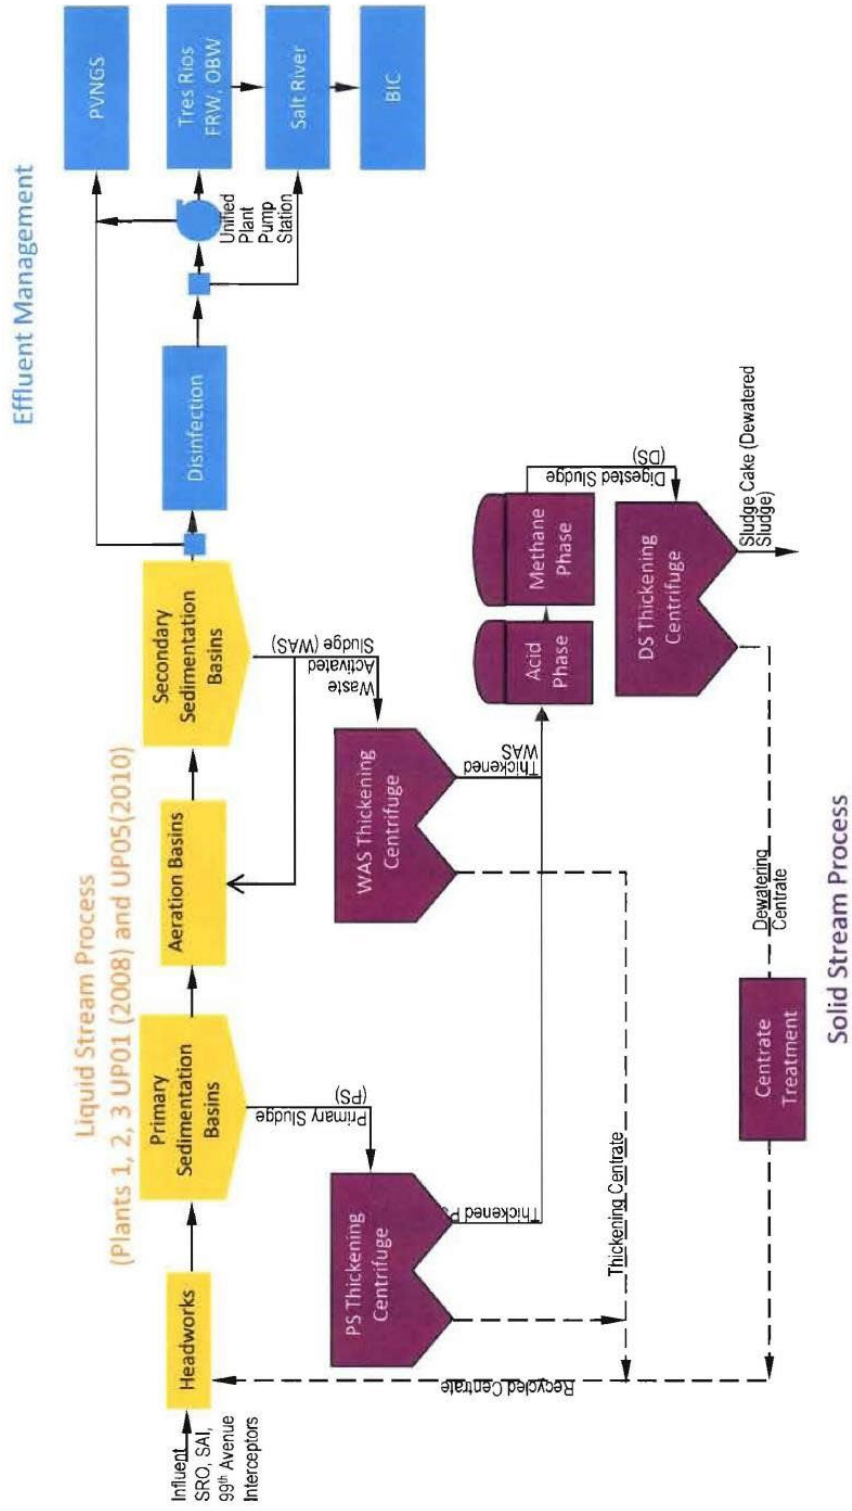 Liquid Stream Process
(Plants 1, 2, 3 UP01 (2008) and UP05(2010)
Effluent Management
Influent
SRO, SAI,
99th Avenue
Interceptors
Headworks
Primary
Sedimentation
Basins
Aeration Basins
Secondary
Sedimentation
Basins
Disinfection
Unified
Plant
Pump
Station
PVNGS
Tres Rios
FRW, OBW
Salt River
BIC
Primary Sludge
(PS)
Waste
Activated
Sludge (WAS)
PS Thickening
Centrifuge
WAS Thickening
Centrifuge
Thickened PS
Thickened
WAS
Acid
Phase
Methane
Phase
Digested Sludge
(DS)
DS Thickening
Centrifuge
Sludge Cake (Dewatered
Sludge)
Thickening Centrate
Recycled Centrate
Dewatering
Centrate
Centrate
Treatment
Solid Stream Process